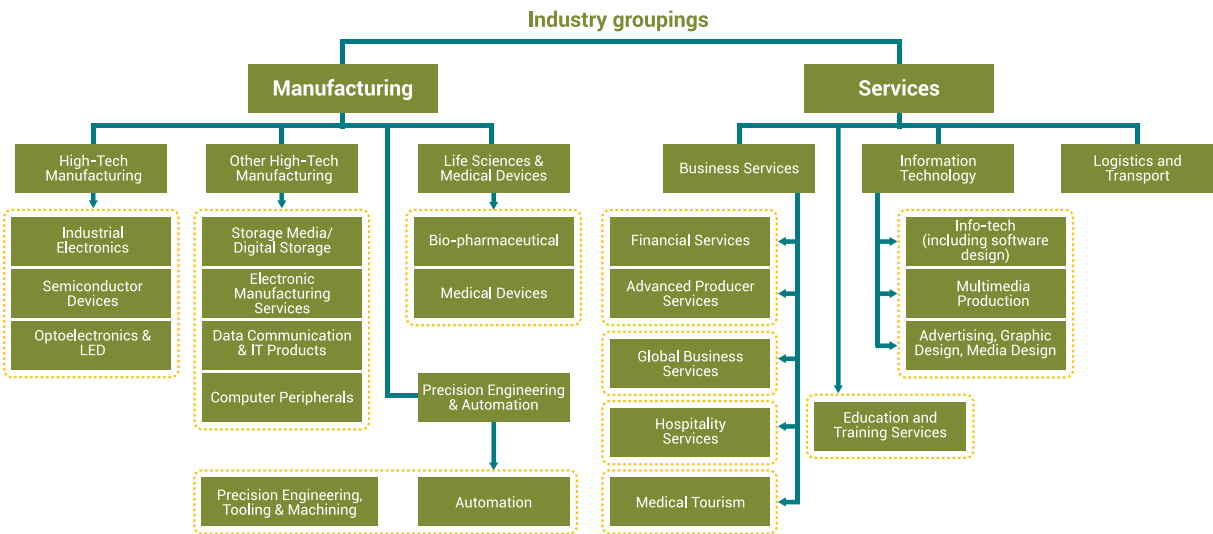 Industry groupings
Manufacturing
Services
High-Tech
Manufacturing
Other High-Tech
Manufacturing
Life Sciences &
Medical Devices
Business Services
Information
Technology
Logistics and
Transport
Industrial
Electronics
Semiconductor
Devices
Optoelectronics &
LED
Storage Media/
Digital Storage
Electronic
Manufacturing
Services
Data Communication
& IT Products
Computer Peripherals
Bio-pharmaceutical
Medical Devices
Precision Engineering
& Automation
Precision Engineering,
Tooling & Machining
Automation
Financial Services
Advanced Producer
Services
Global Business
Services
Hospitality
Services
Medical Tourism
Education and
Training Services
Info-tech
(including software
design)
Multimedia
Production
Advertising, Graphic
Design, Media Design